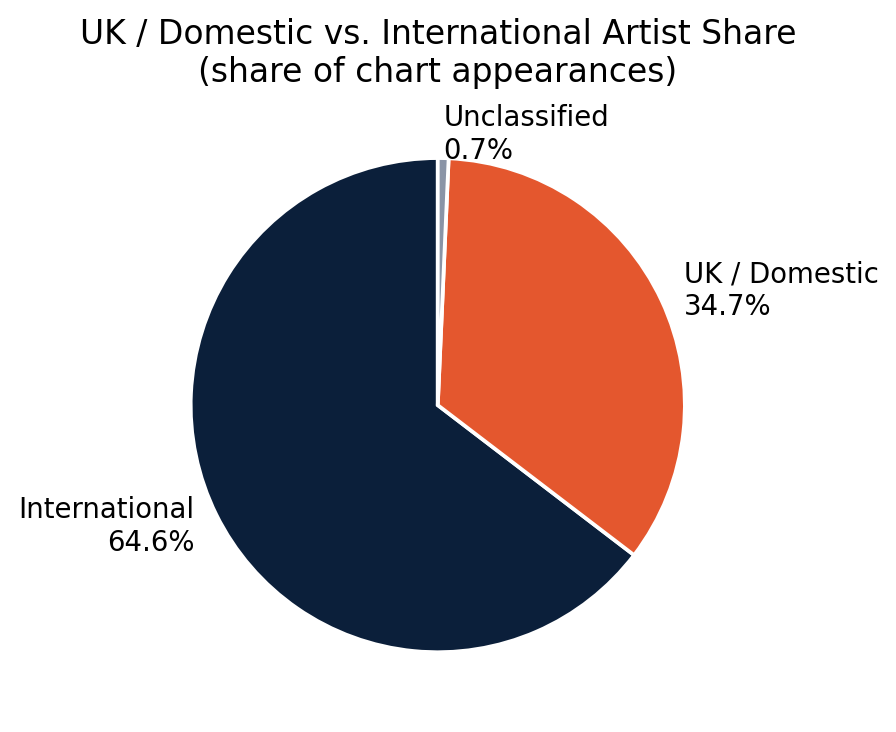 UK / Domestic vs. International Artist Share
(share of chart appearances)
Unclassified
0.7%
UK / Domestic
34.7%
International
64.6%